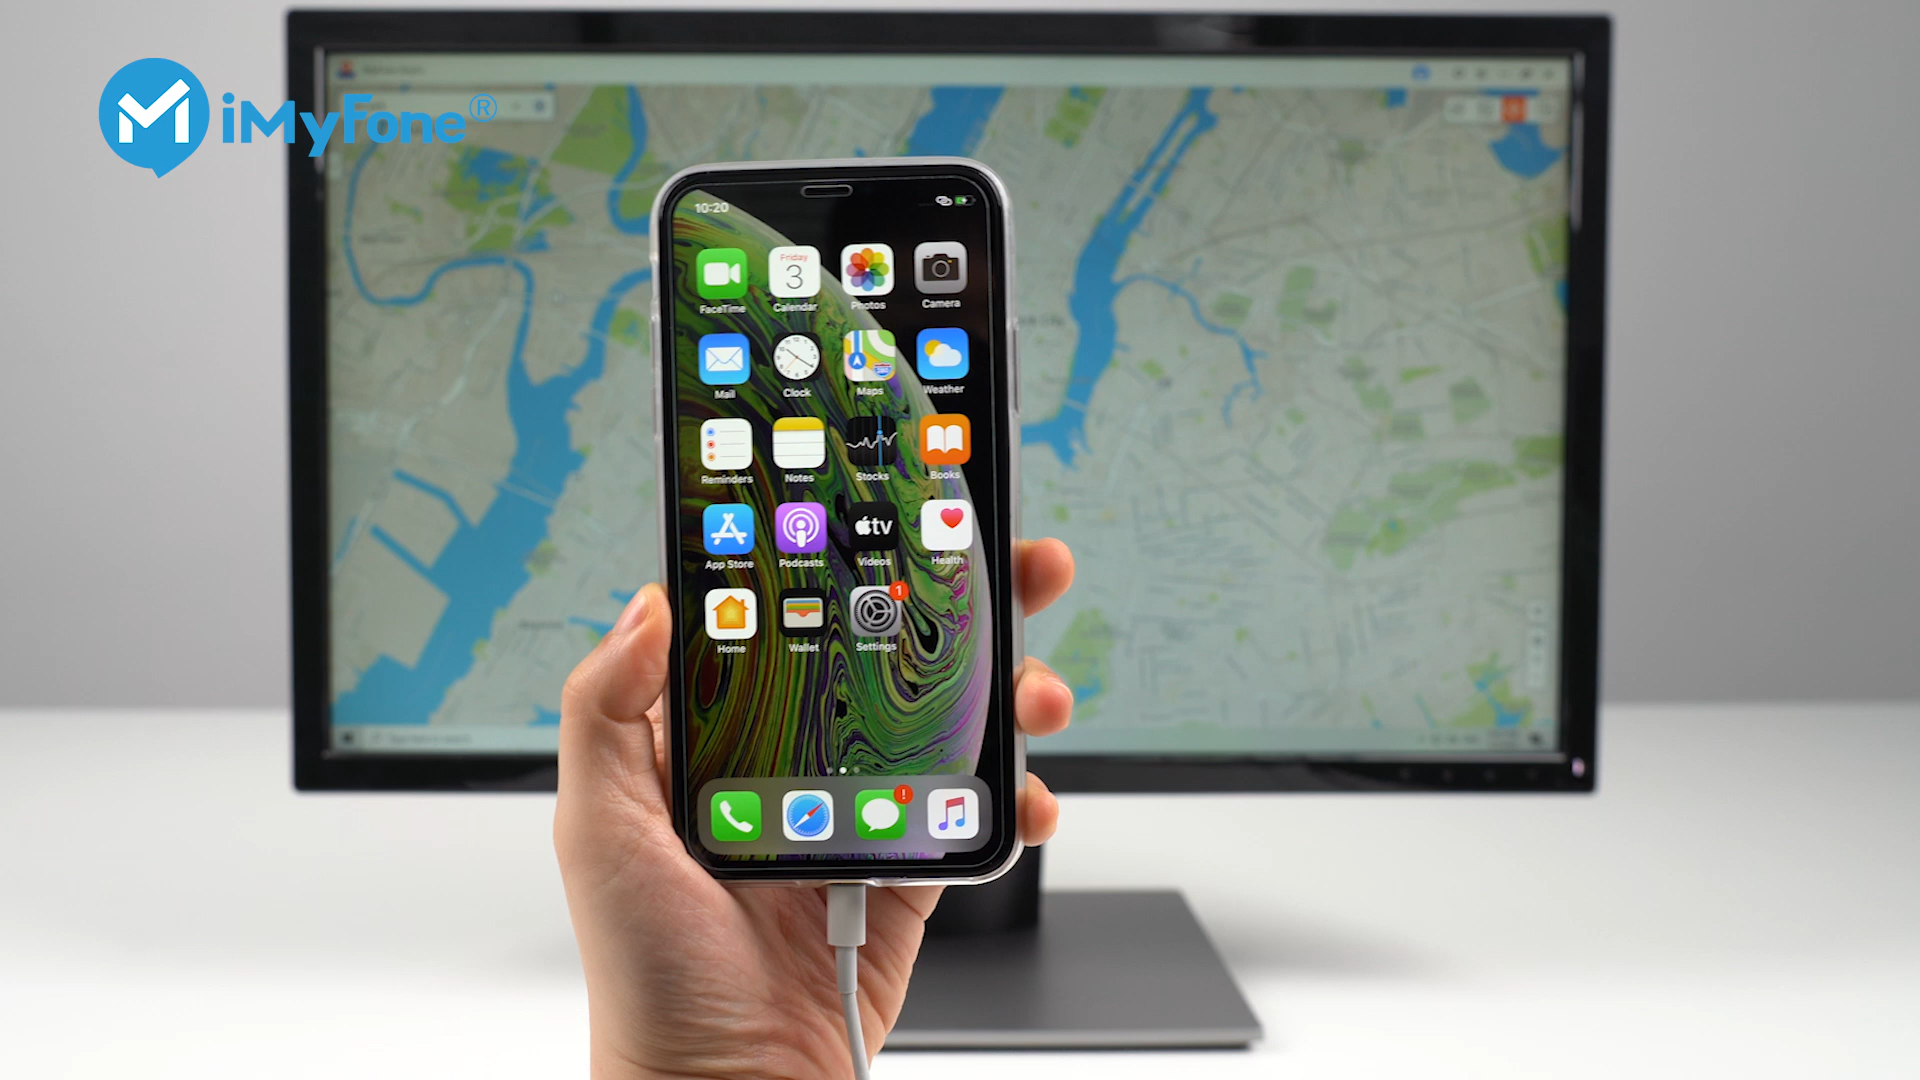 iMyFone®
10:20
Friday
3
FaceTime
Calendar
Photos
Camera
Mail
Clock
Maps
Weather
Reminders
Notes
Stocks
Books
App Store
Podcasts
tv
Videos
Health
1
Home
Wallet
Settings
!